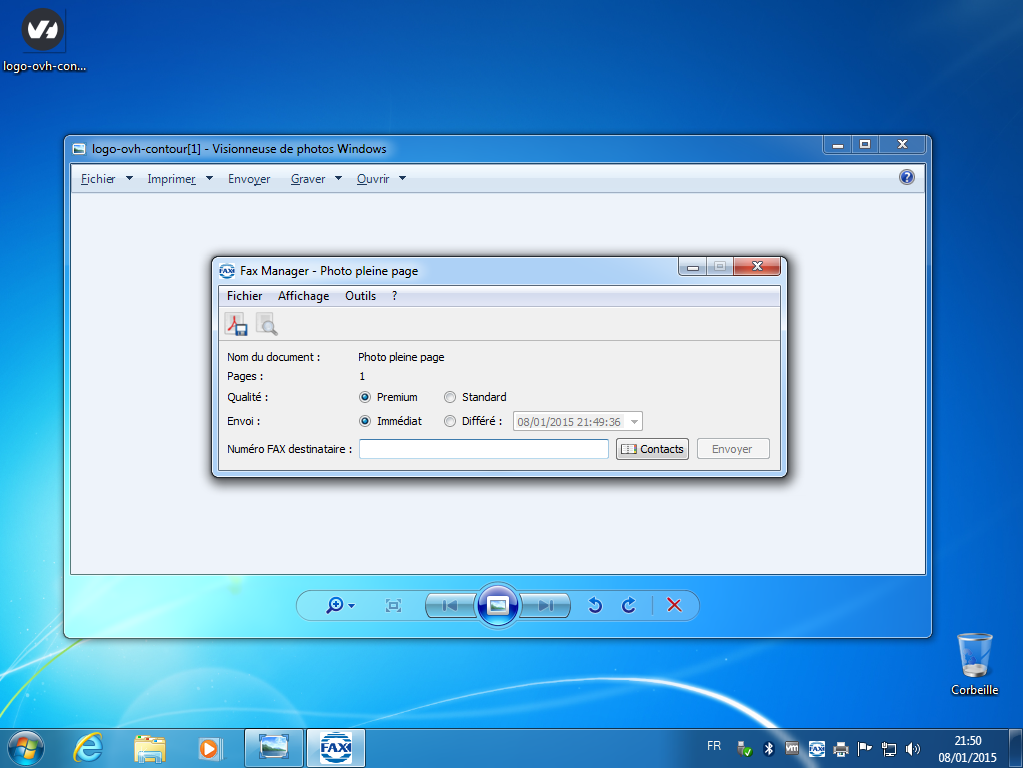 logo-ovh-con...
logo-ovh-contour[1] - Visionneuse de photos Windows
Fichier Imprimer Envoyer Graver Ouvrir ?
FAX Fax Manager - Photo pleine page
Fichier Affichage Outils ?
Nom du document : Photo pleine page
Pages : 1
Qualité : Premium Standard
Envoi : Immédiat Différé : 08/01/2015 21:49:36
Numéro FAX destinataire : Contacts Envoyer
Corbeille
FAX FR vm FAX 21:50
08/01/2015